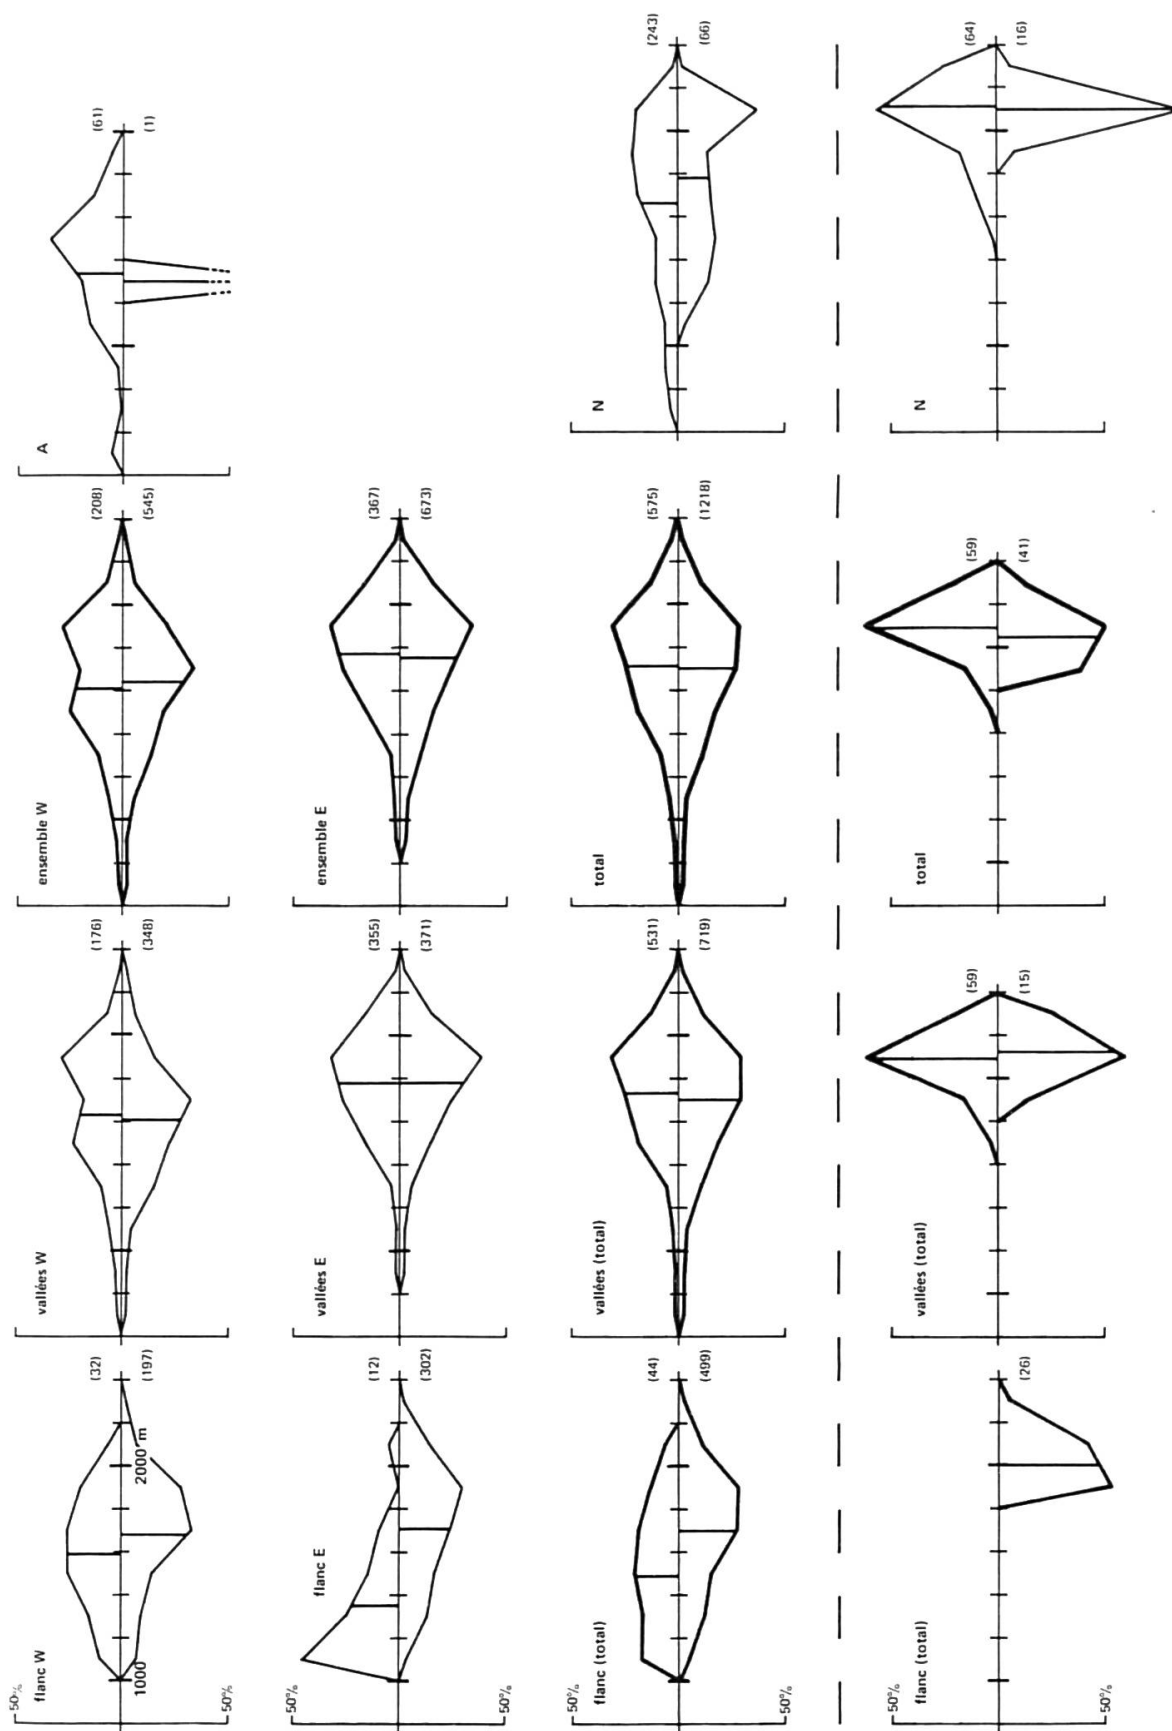 50%
flanc W
1000
2000 m
(32)
(197)
50%
vallées W
(176)
(348)
ensemble W
(208)
(545)
A
(61)
(1)
50%
flanc E
(12)
(302)
50%
vallées E
(355)
(371)
ensemble E
(367)
(673)
50%
flanc (total)
(44)
(499)
50%
vallées (total)
(531)
(719)
total
(575)
(1218)
N
(243)
(66)
flanc (total)
(26)
50%
vallées (total)
(59)
(15)
total
(59)
(41)
N
(64)
(16)